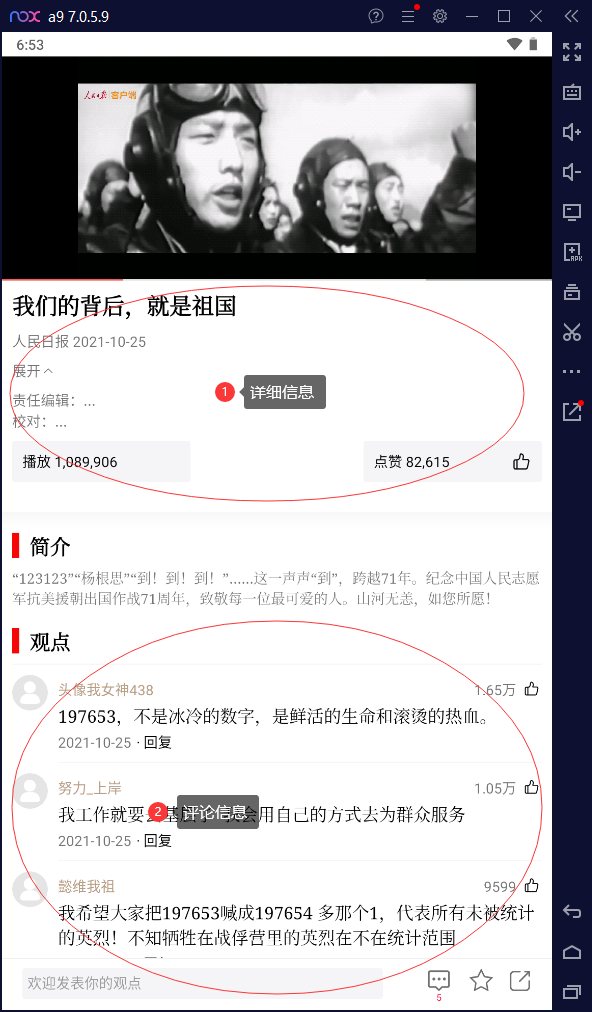 nox a9 7.0.5.9
6:53
人民日报 客户端
我们的背后，就是祖国
人民日报 2021-10-25
展开
责任编辑：...
校对：...
1 详细信息
播放 1,089,906
点赞 82,615
简介
“123123”“杨根思”“到！到！到！”……这一声声“到”，跨越71年。纪念中国人民志愿
军抗美援朝出国作战71周年，致敬每一位最可爱的人。山河无恙，如您所愿！
观点
头像我女神438 1.65万
197653，不是冰冷的数字，是鲜活的生命和滚烫的热血。
2021-10-25 · 回复
努力_上岸 1.05万
我工作就要去基层
会用自己的方式去为群众服务
2 评论信息
2021-10-25 · 回复
懿维我祖 9599
我希望大家把197653喊成197654 多那个1，代表所有未被统计
的英烈！不知牺牲在战俘营里的英烈在不在统计范围
欢迎发表你的观点
5
APK